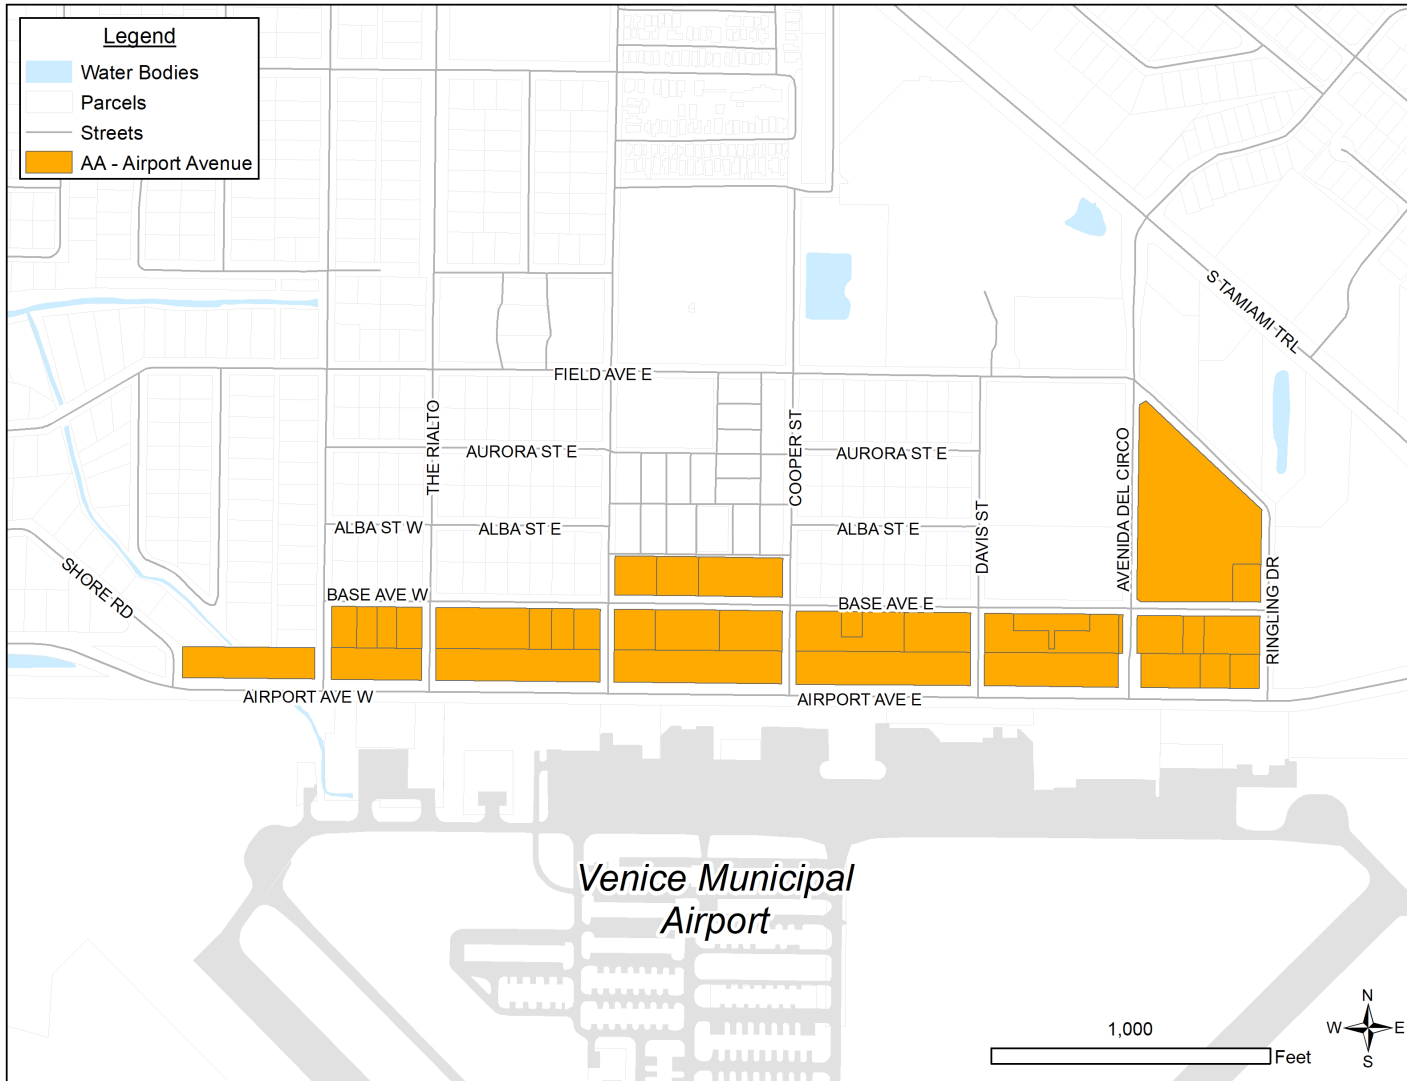 Legend
Water Bodies
Parcels
Streets
AA - Airport Avenue
S TAMIAMI TRL
FIELD AVE E
THE RIALTO
COOPER ST
AURORA ST E
AURORA ST E
AVENIDA DEL CIRCO
ALBA ST W
ALBA ST E
ALBA ST E
DAVIS ST
SHORE RD
BASE AVE W
BASE AVE E
RINGLING DR
AIRPORT AVE W
AIRPORT AVE E
Venice Municipal
Airport
1,000
Feet
N
W
E
S